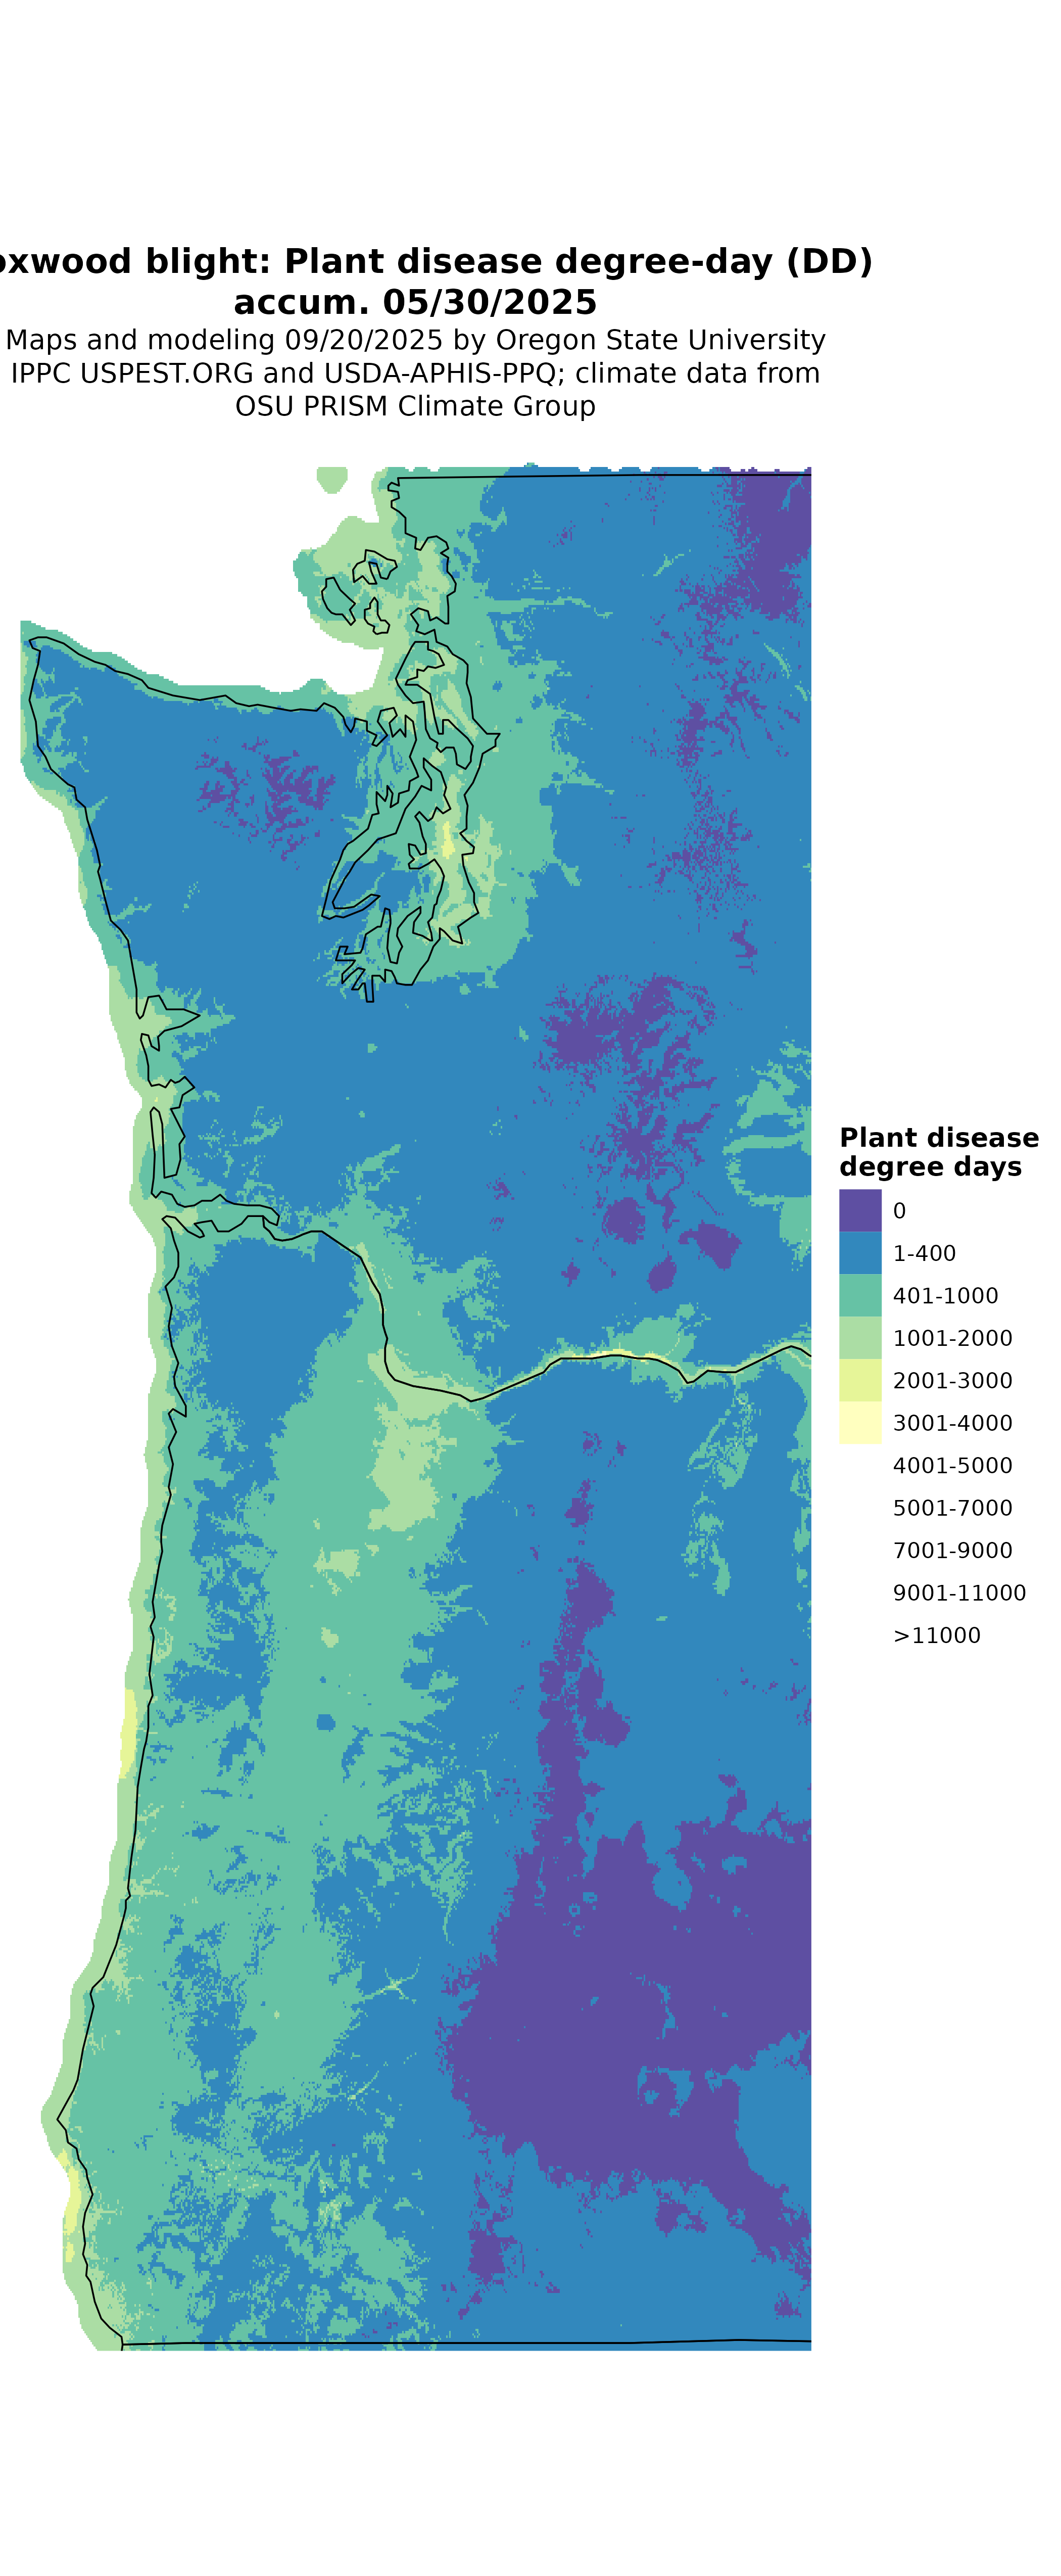 oxwood blight: Plant disease degree-day (DD)
accum. 05/30/2025
Maps and modeling 09/20/2025 by Oregon State University
IPPC USPEST.ORG and USDA-APHIS-PPQ; climate data from
OSU PRISM Climate Group
Plant disease
degree days
0
1-400
401-1000
1001-2000
2001-3000
3001-4000
4001-5000
5001-7000
7001-9000
9001-11000
>11000